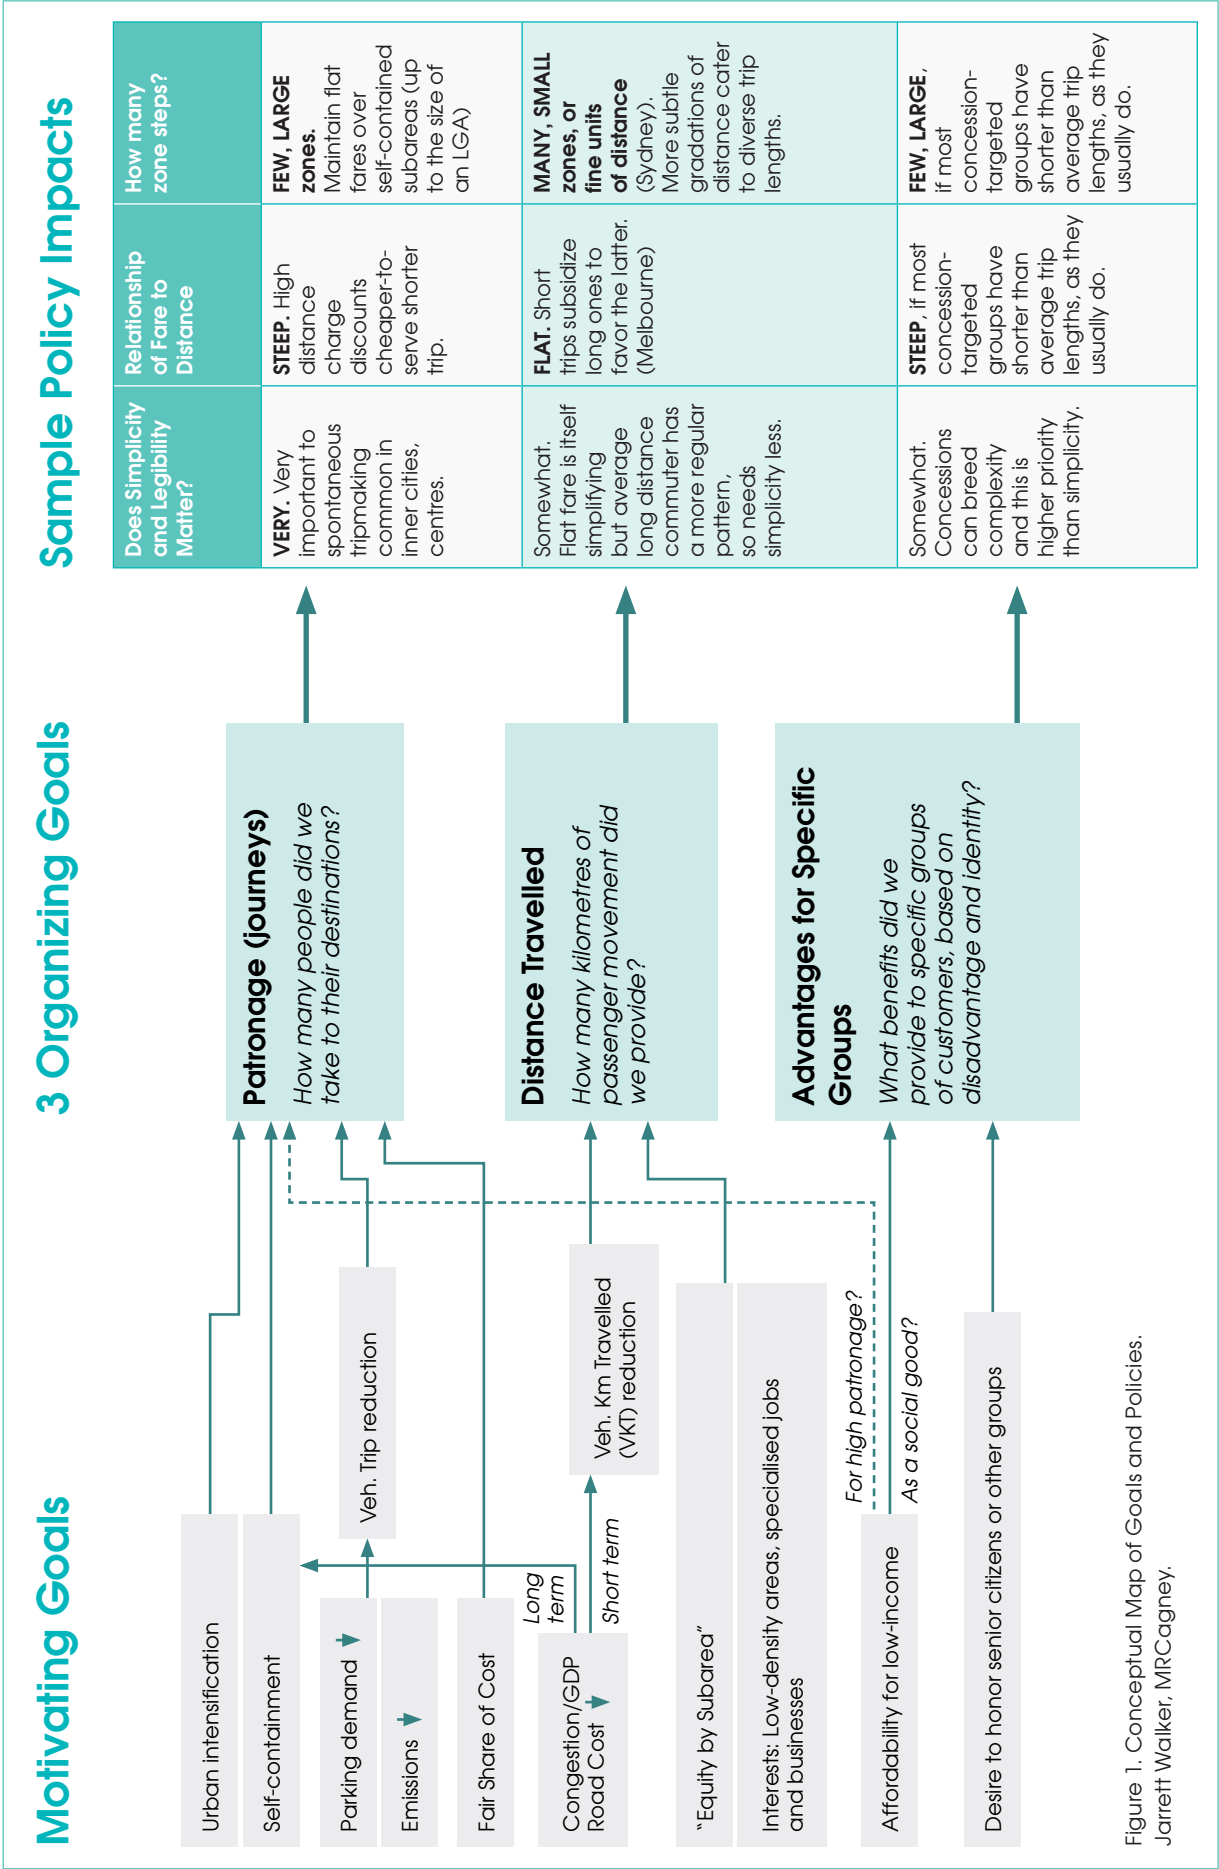 Motivating Goals
Urban intensification
Self-containment
Parking demand
Emissions
Veh. Trip reduction
Fair Share of Cost
Congestion/GDP
Road Cost
Long
term
Short term
Veh. Km Travelled
(VKT) reduction
“Equity by Subarea”
Interests: Low-density areas, specialised jobs
and businesses
Affordability for low-income
For high patronage?
As a social good?
Desire to honor senior citizens or other groups
3 Organizing Goals
Patronage (journeys)
How many people did we
take to their destinations?
Distance Travelled
How many kilometres of
passenger movement did
we provide?
Advantages for Specific
Groups
What benefits did we
provide to specific groups
of customers, based on
disadvantage and identity?
Sample Policy Impacts
Does Simplicity
and Legibility
Matter?
Relationship
of Fare to
Distance
How many
zone steps?
VERY. Very
important to
spontaneous
tripmaking
common in
inner cities,
centres.
STEEP. High
distance
charge
discounts
cheaper-to-
serve shorter
trip.
FEW, LARGE
zones.
Maintain flat
fares over
self-contained
subareas (up
to the size of
an LGA)
Somewhat.
Flat fare is itself
simplifying
but average
long distance
commuter has
a more regular
pattern,
so needs
simplicity less.
FLAT. Short
trips subsidize
long ones to
favor the latter.
(Melbourne)
MANY, SMALL
zones, or
fine units
of distance
(Sydney).
More subtle
gradations of
distance cater
to diverse trip
lengths.
Somewhat.
Concessions
can breed
complexity
and this is
higher priority
than simplicity.
STEEP, if most
concession-
targeted
groups have
shorter than
average trip
lengths, as they
usually do.
FEW, LARGE,
if most
concession-
targeted
groups have
shorter than
average trip
lengths, as they
usually do.
Figure 1. Conceptual Map of Goals and Policies.
Jarrett Walker, MRCagney.